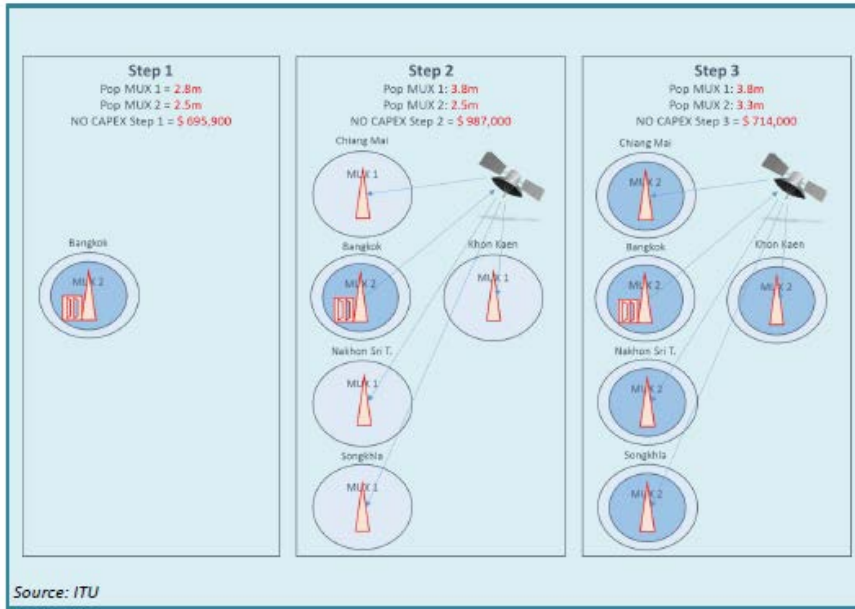 Step 1
Pop MUX 1 = 2.8m
Pop MUX 2 = 2.5m
NO CAPEX Step 1 = $ 695,900
Bangkok
MUX 2
Step 2
Pop MUX 1: 3.8m
Pop MUX 2: 2.5m
NO CAPEX Step 2 = $ 987,000
Chiang Mai
MUX 1
Bangkok
MUX 2
Khon Kaen
MUX 1
Nakhon Sri T.
MUX 1
Songkhla
MUX 1
Step 3
Pop MUX 1: 3.8m
Pop MUX 2: 3.3m
NO CAPEX Step 3 = $ 714,000
Chiang Mai
MUX 2
Bangkok
MUX 2
Khon Kaen
MUX 2
Nakhon Sri T.
MUX 2
Songkhla
MUX 2
Source: ITU